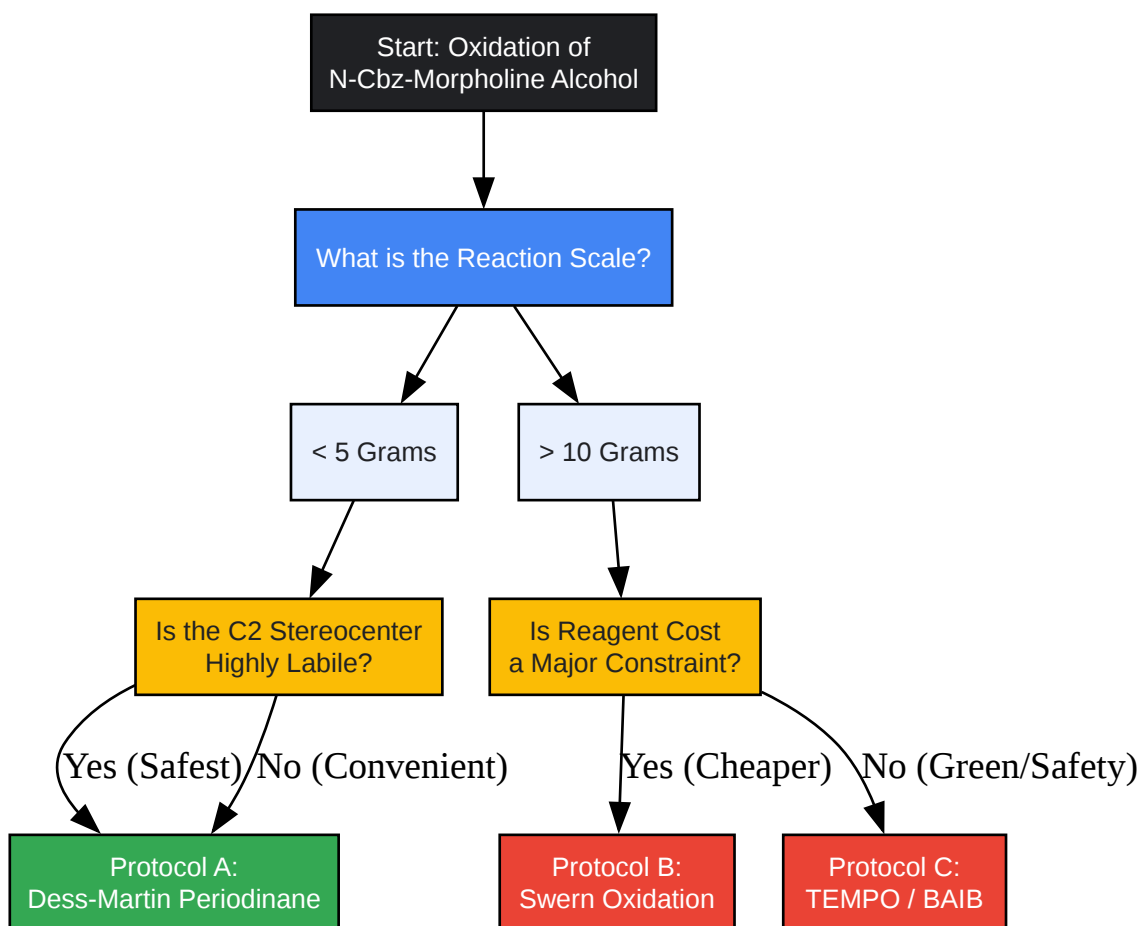 Start: Oxidation of
N-Cbz-Morpholine Alcohol
What is the Reaction Scale?
< 5 Grams
> 10 Grams
Is the C2 Stereocenter
Highly Labile?
Is Reagent Cost
a Major Constraint?
Yes (Safest)
No (Convenient)
Yes (Cheaper)
No (Green/Safety)
Protocol A:
Dess-Martin Periodinane
Protocol B:
Swern Oxidation
Protocol C:
TEMPO / BAIB